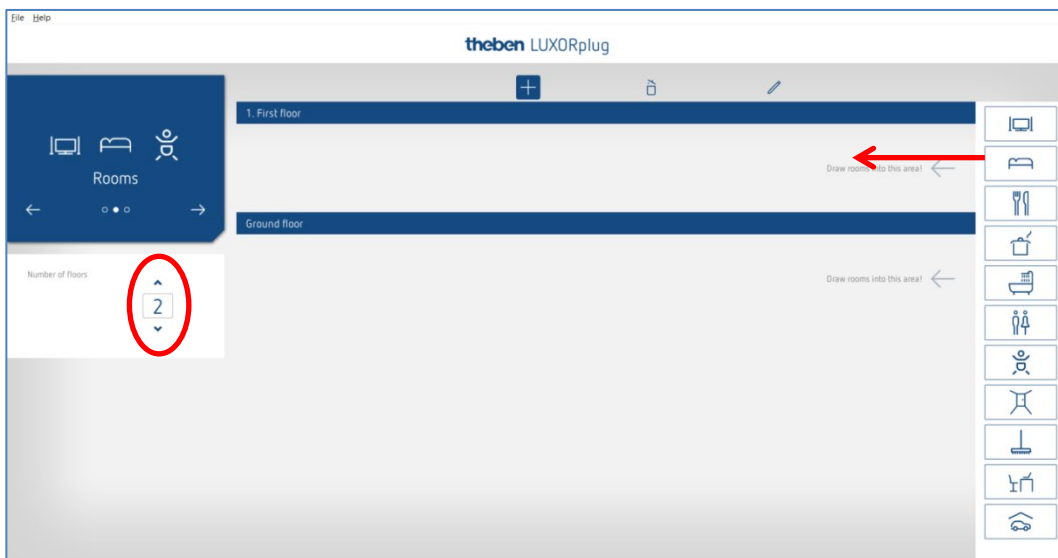 File Help
theben LUXORplug
1. First floor
Rooms
Draw rooms into this area!
Ground floor
Number of floors
2
Draw rooms into this area!